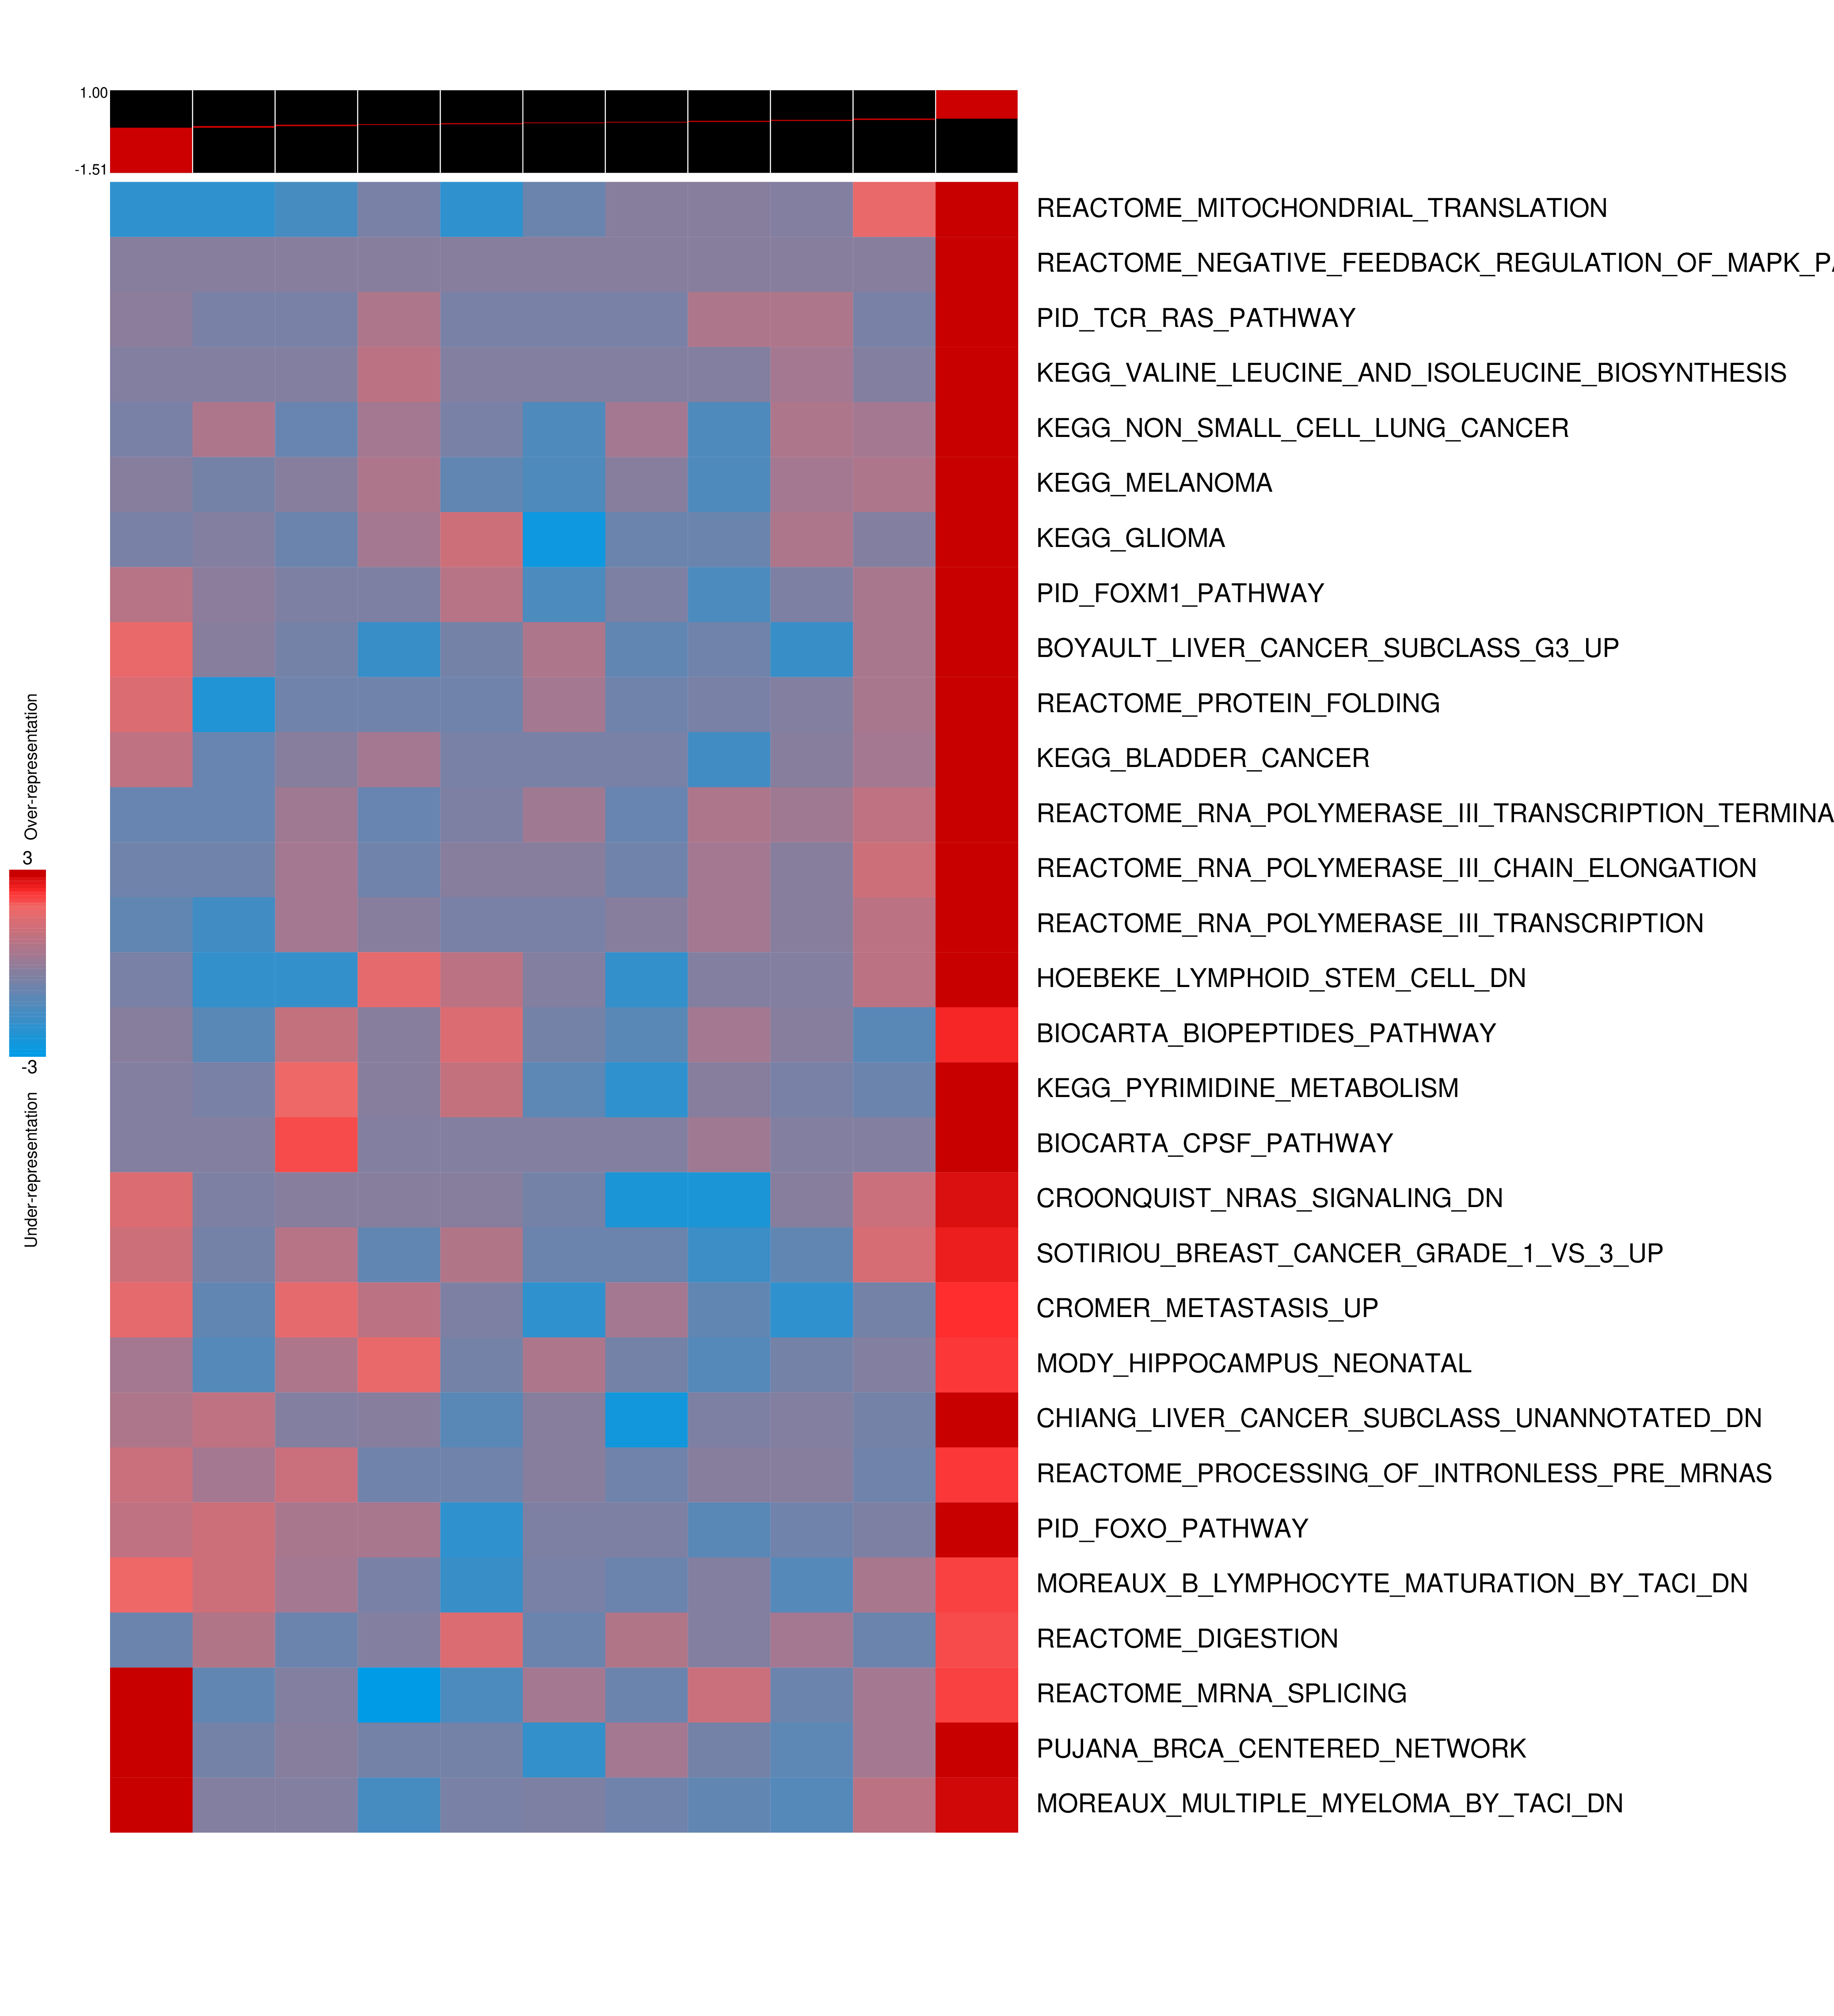 1.00
-1.51
REACTOME_MITOCHONDRIAL_TRANSLATION
REACTOME_NEGATIVE_FEEDBACK_REGULATION_OF_MAPK_PA
PID_TCR_RAS_PATHWAY
KEGG_VALINE_LEUCINE_AND_ISOLEUCINE_BIOSYNTHESIS
KEGG_NON_SMALL_CELL_LUNG_CANCER
KEGG_MELANOMA
KEGG_GLIOMA
PID_FOXM1_PATHWAY
BOYAULT_LIVER_CANCER_SUBCLASS_G3_UP
REACTOME_PROTEIN_FOLDING
KEGG_BLADDER_CANCER
REACTOME_RNA_POLYMERASE_III_TRANSCRIPTION_TERMINA
REACTOME_RNA_POLYMERASE_III_CHAIN_ELONGATION
REACTOME_RNA_POLYMERASE_III_TRANSCRIPTION
HOEBEKE_LYMPHOID_STEM_CELL_DN
BIOCARTA_BIOPEPTIDES_PATHWAY
KEGG_PYRIMIDINE_METABOLISM
BIOCARTA_CPSF_PATHWAY
CROONQUIST_NRAS_SIGNALING_DN
SOTIRIOU_BREAST_CANCER_GRADE_1_VS_3_UP
CROMER_METASTASIS_UP
MODY_HIPPOCAMPUS_NEONATAL
CHIANG_LIVER_CANCER_SUBCLASS_UNANNOTATED_DN
REACTOME_PROCESSING_OF_INTRONLESS_PRE_MRNAS
PID_FOXO_PATHWAY
MOREAUX_B_LYMPHOCYTE_MATURATION_BY_TACI_DN
REACTOME_DIGESTION
REACTOME_MRNA_SPLICING
PUJANA_BRCA_CENTERED_NETWORK
MOREAUX_MULTIPLE_MYELOMA_BY_TACI_DN
Over-representation
3
-3
Under-representation